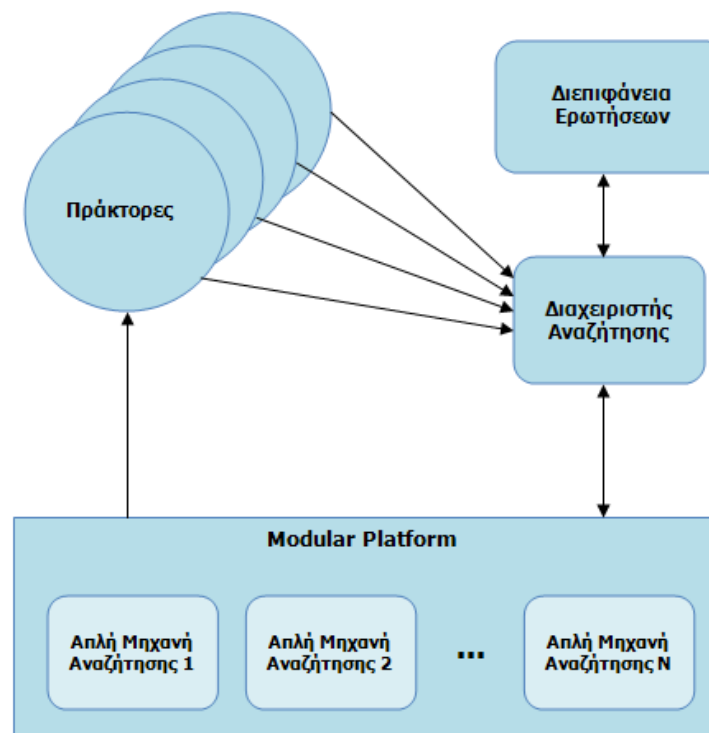 Διεπιφάνεια
Ερωτήσεων
Πράκτορες
Διαχειριστής
Αναζήτησης
Modular Platform
Απλή Μηχανή
Αναζήτησης 1
Απλή Μηχανή
Αναζήτησης 2
...
Απλή Μηχανή
Αναζήτησης Ν